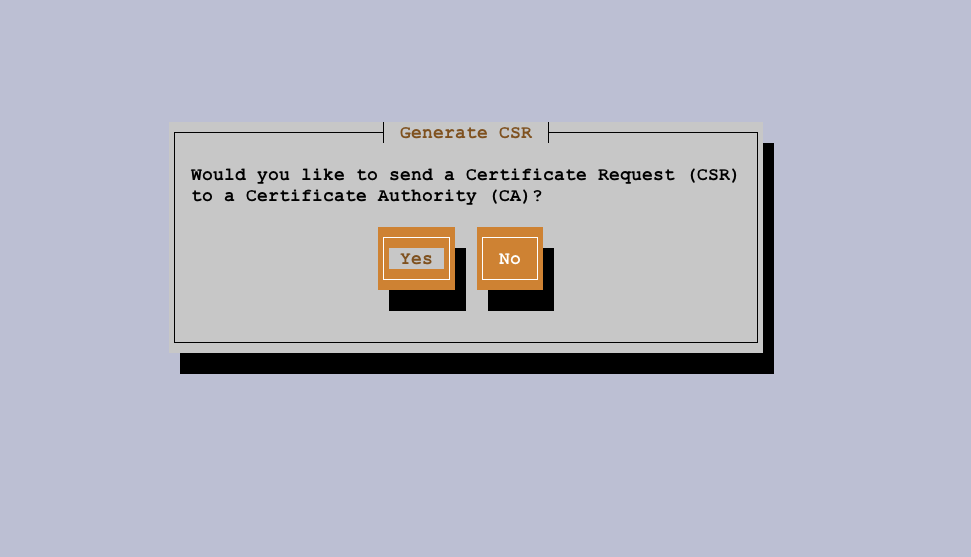 Generate CSR
Would you like to send a Certificate Request (CSR)
to a Certificate Authority (CA)?
Yes No